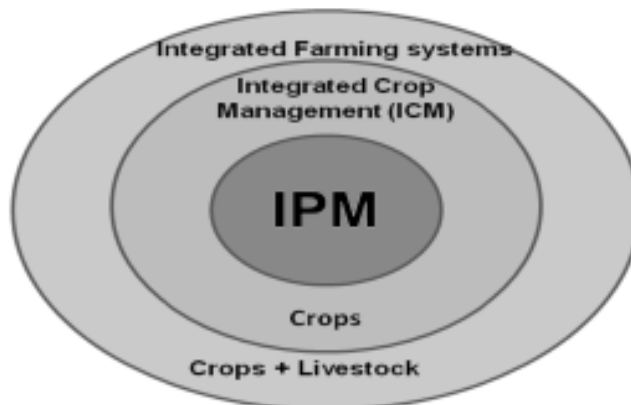 Integrated Farming systems
Integrated Crop
Management (ICM)
IPM
Crops
Crops + Livestock